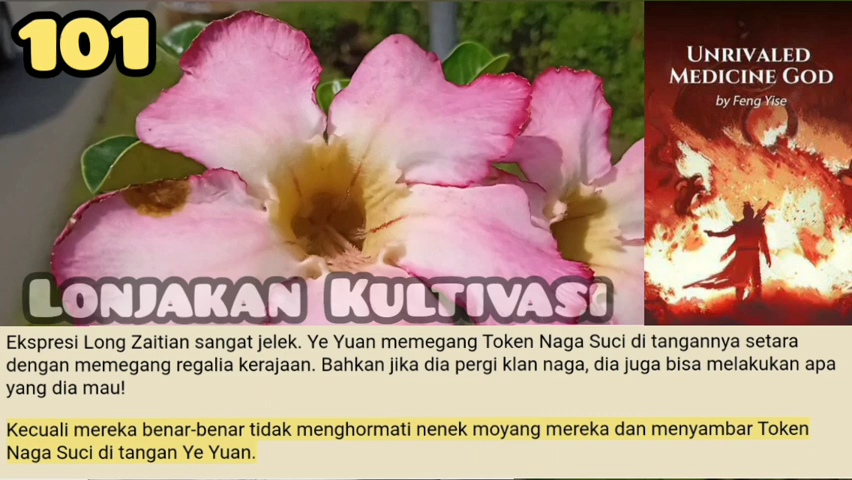 101
UNRIVALED
MEDICINE GOD
by Feng Yise
LONJAKAN KULTIVASI
Ekspresi Long Zaitian sangat jelek. Ye Yuan memegang Token Naga Suci di tangannya setara
dengan memegang regalia kerajaan. Bahkan jika dia pergi klan naga, dia juga bisa melakukan apa
yang dia mau!
Kecuali mereka benar-benar tidak menghormati nenek moyang mereka dan menyambar Token
Naga Suci di tangan Ye Yuan.